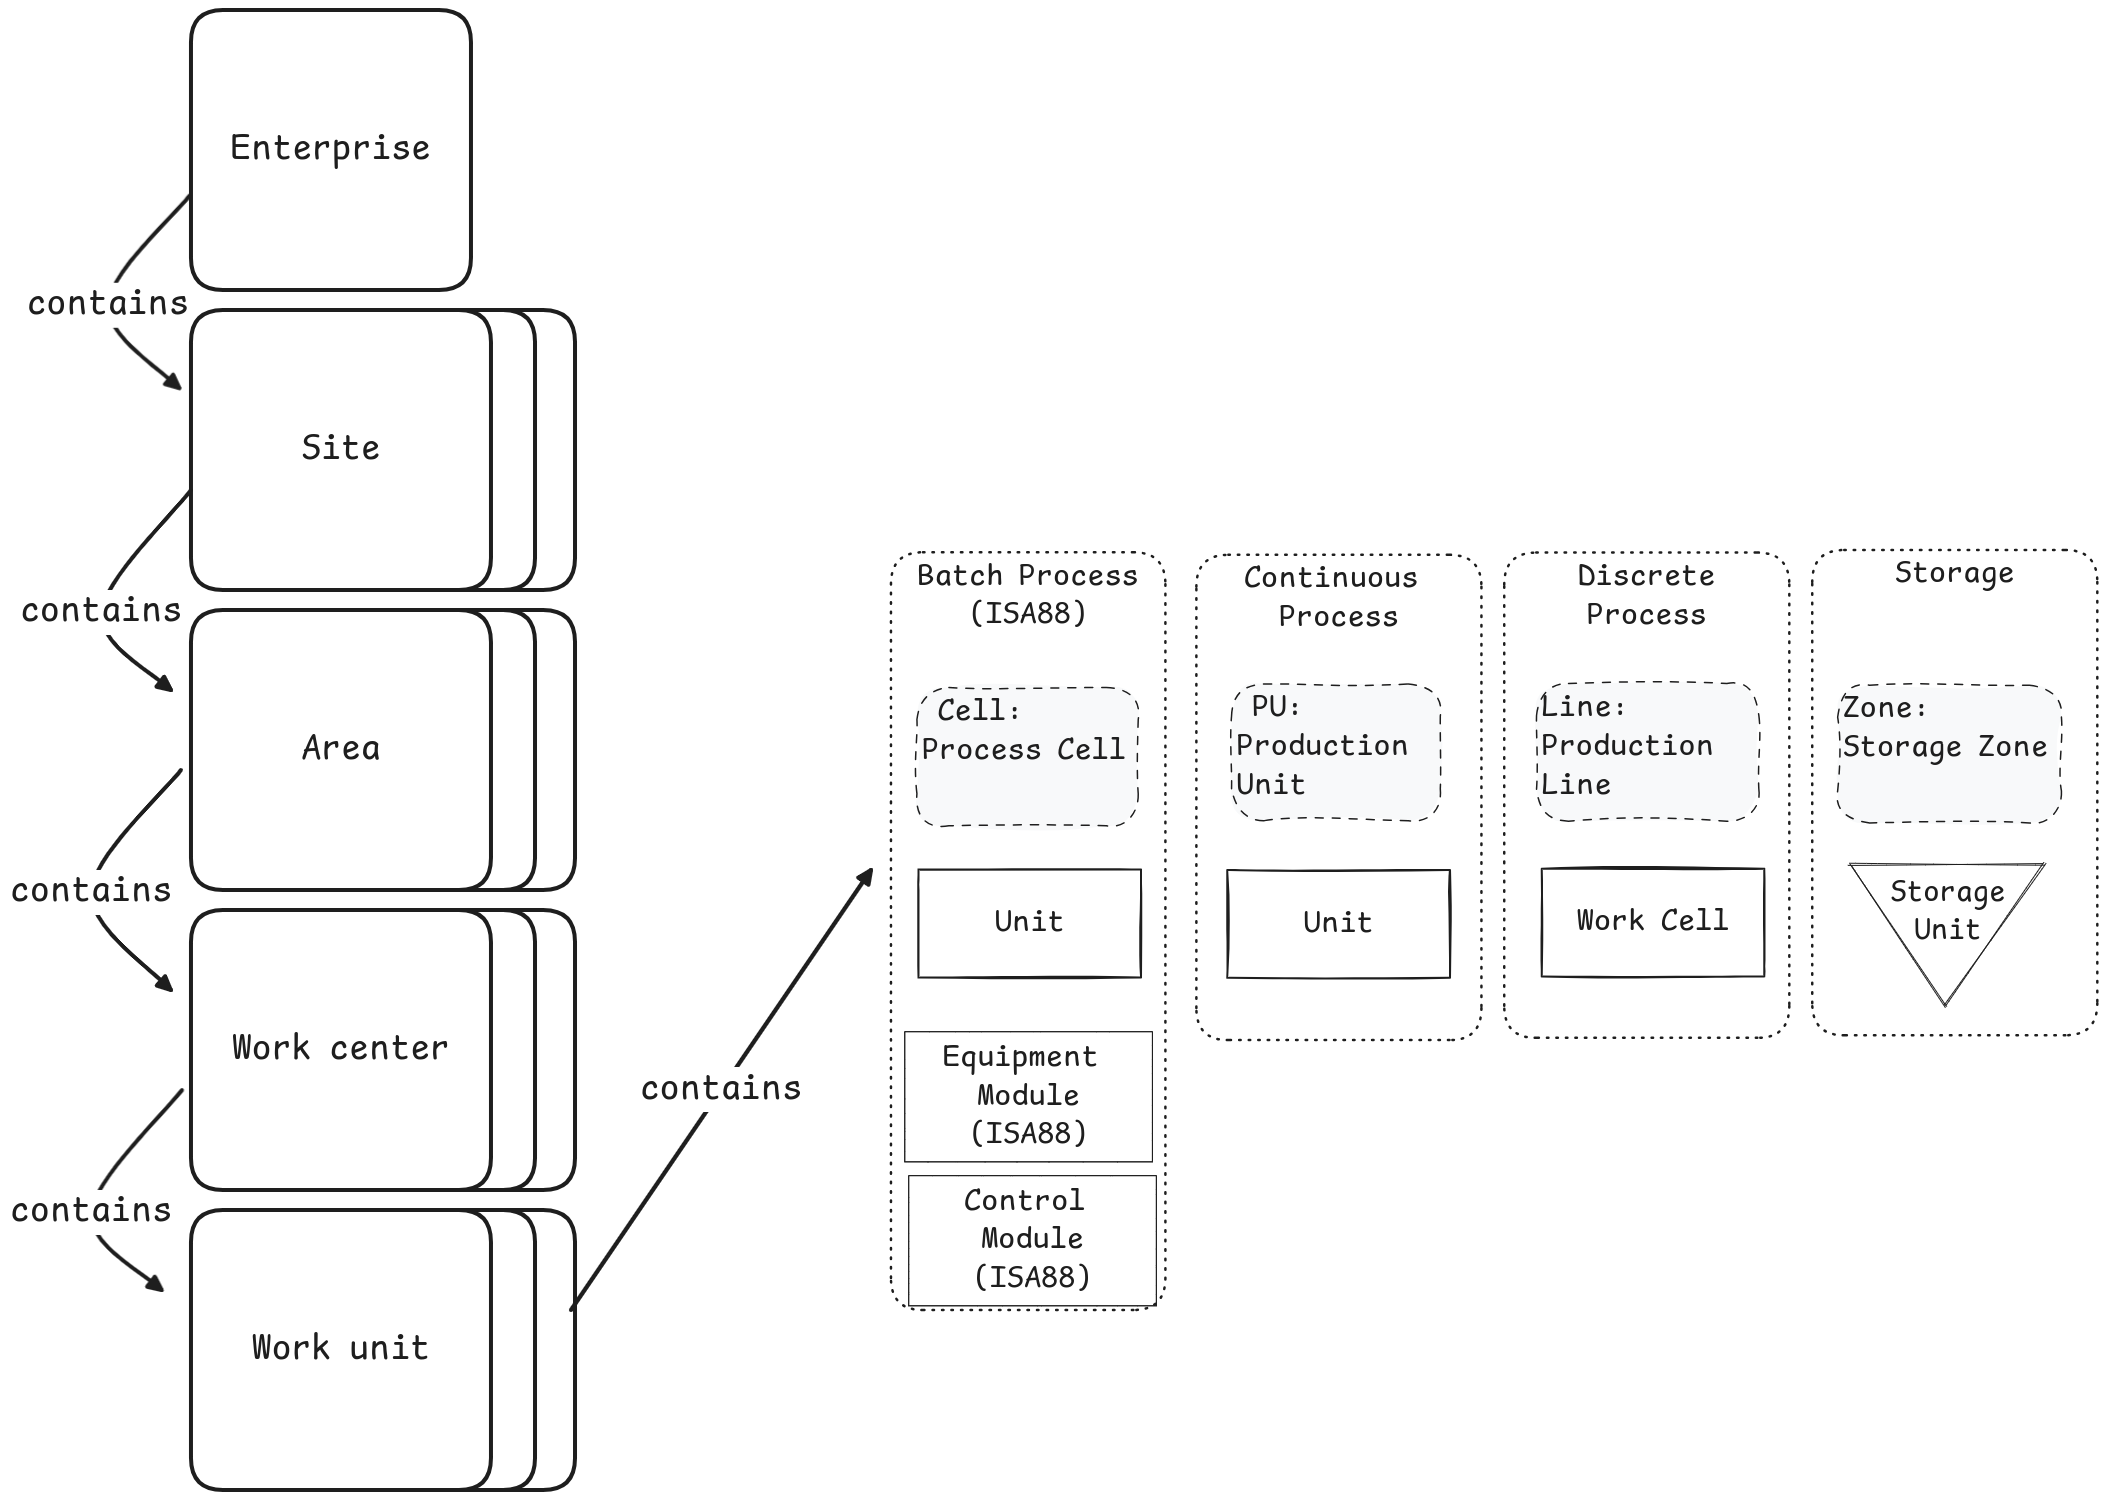 Enterprise
contains
Site
contains
Area
contains
Work center
contains
Work unit
contains
Batch Process
(ISA88)
Cell:
Process Cell
Unit
Equipment
Module
(ISA88)
Control
Module
(ISA88)
Continuous
Process
PU:
Production
Unit
Unit
Discrete
Process
Line:
Production
Line
Work Cell
Storage
Zone:
Storage Zone
Storage
Unit